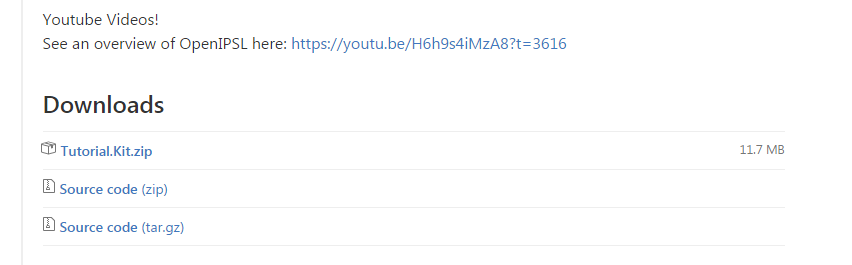 Youtube Videos!
See an overview of OpenIPSL here: https://youtu.be/H6h9s4iMzA8?t=3616
Downloads
Tutorial.Kit.zip 11.7 MB
Source code (zip)
Source code (tar.gz)